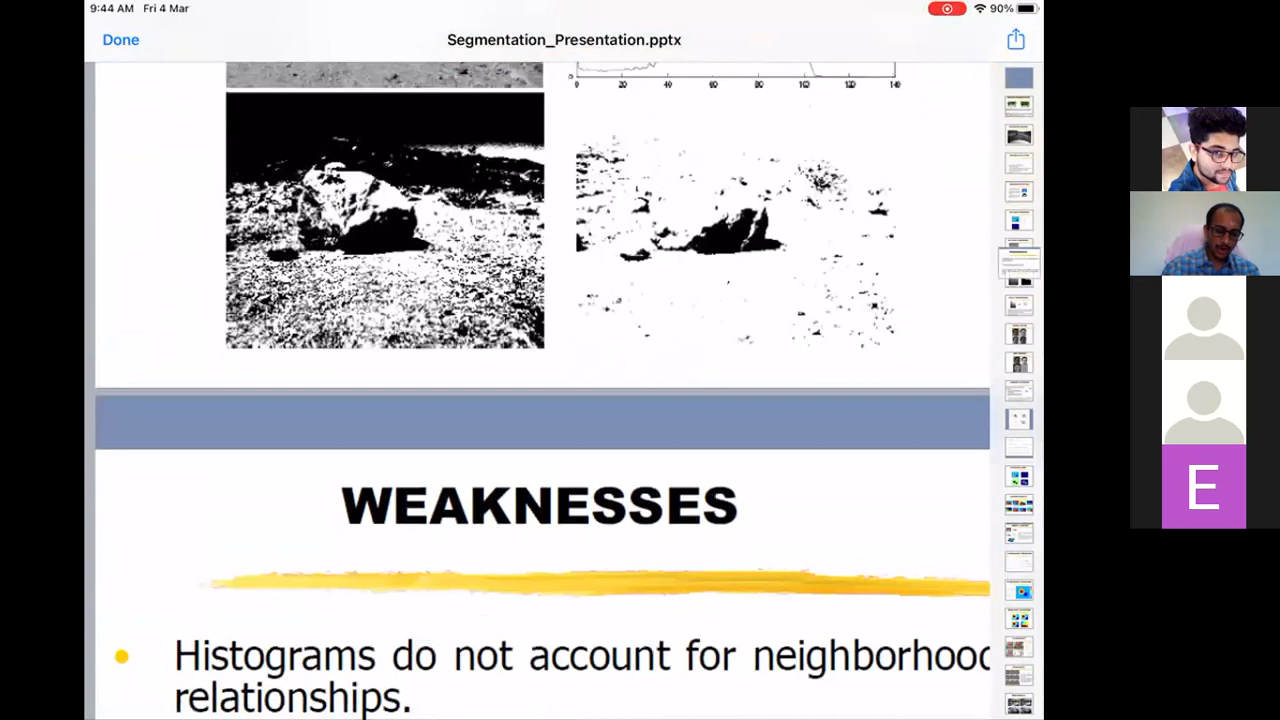 9:44 AM Fri 4 Mar 90%
Done Segmentation_Presentation.pptx
0 0 20 40 60 80 100 120 140
WEAKNESSES
Histograms do not account for neighborhood
relationships.
E